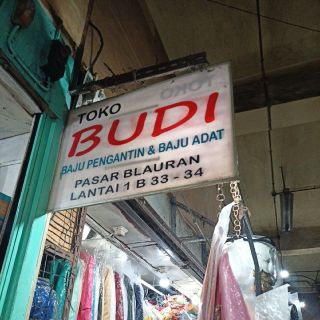 TOKO
BUDI
BAJU PENGANTIN & BAJU ADAT
PASAR BLAURAN
LANTAI 1 B 33 - 34